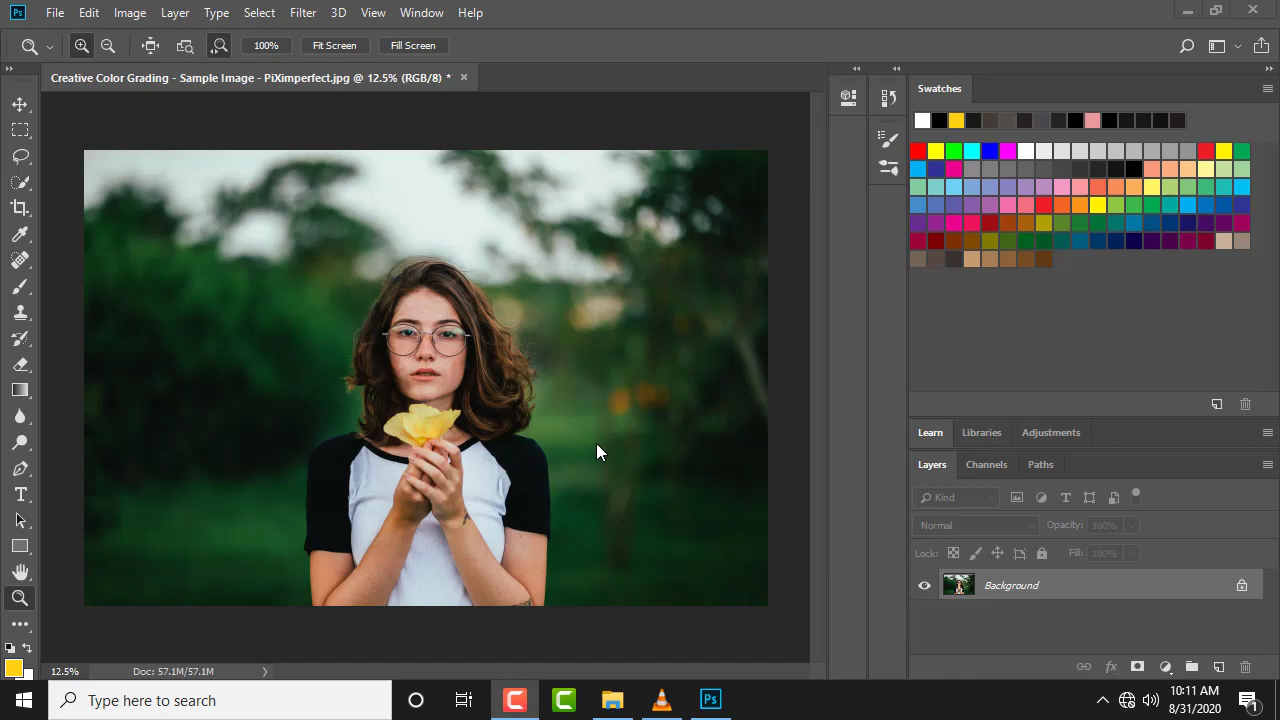 Ps File Edit Image Layer Type Select Filter 3D View Window Help
100% Fit Screen Fill Screen
Creative Color Grading - Sample Image - PiXimperfect.jpg @ 12.5% (RGB/8) *
Swatches
Learn Libraries Adjustments
Layers Channels Paths
Kind
Normal Opacity: 100%
Lock: Fill: 100%
Background
12.5% Doc: 57.1M/57.1M
Type here to search
Ps
10:11 AM
8/31/2020
1